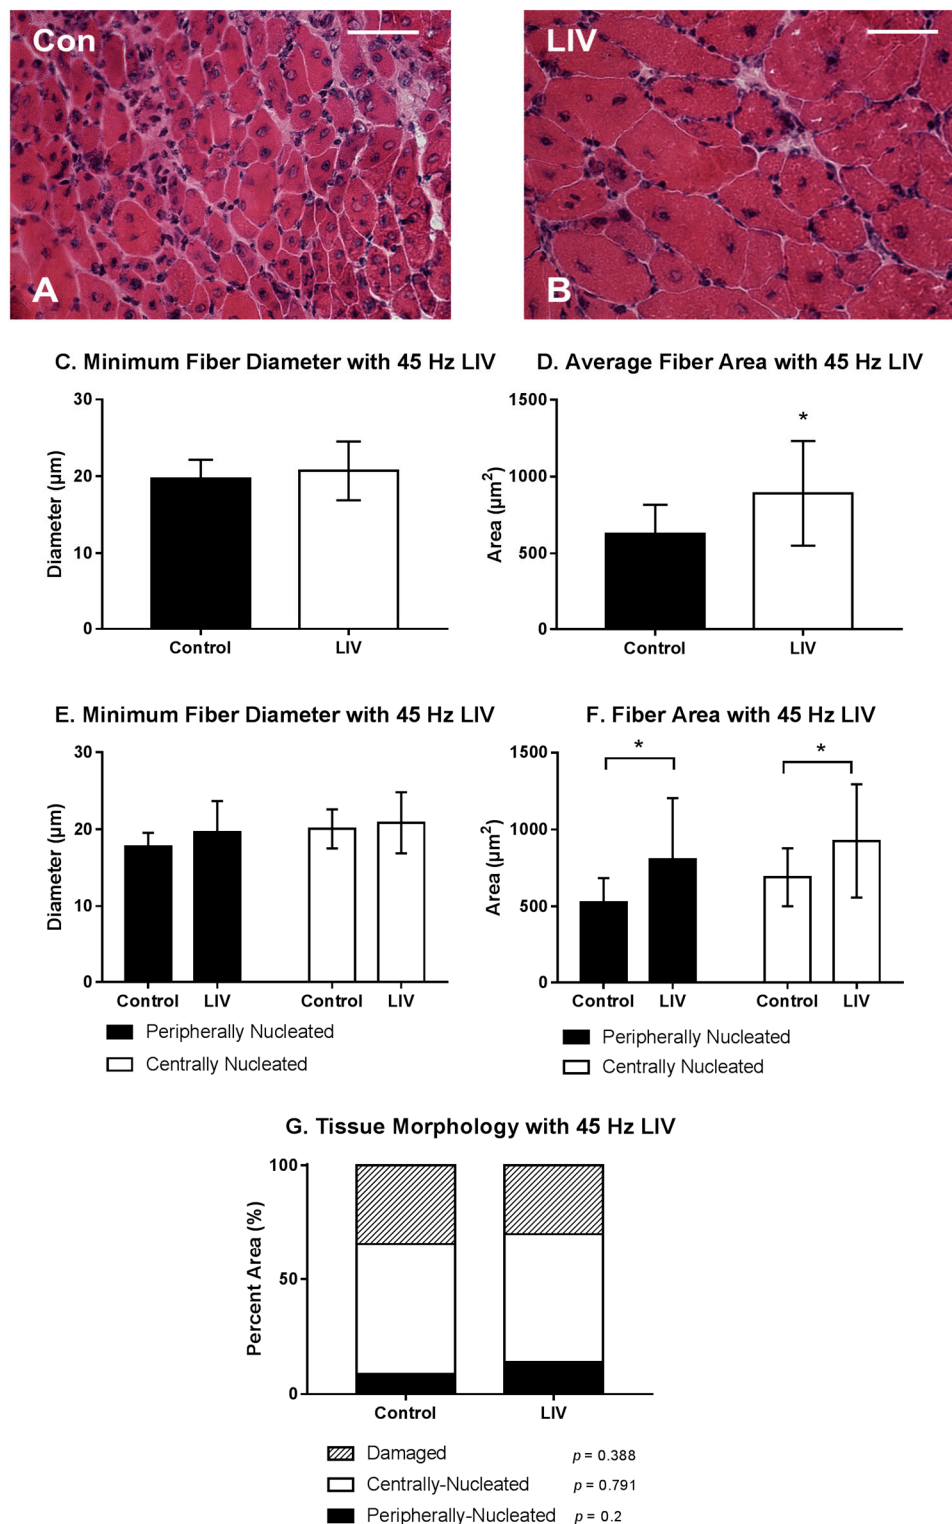 Con
LIV
A
B
C. Minimum Fiber Diameter with 45 Hz LIV
D. Average Fiber Area with 45 Hz LIV
30
20
10
0
Diameter (µm)
Control
LIV
1500
1000
500
0
Area (µm²)
*
Control
LIV
E. Minimum Fiber Diameter with 45 Hz LIV
F. Fiber Area with 45 Hz LIV
30
20
10
0
Diameter (µm)
Control
LIV
Control
LIV
Peripherally Nucleated
Centrally Nucleated
1500
1000
500
0
Area (µm²)
*
*
Control
LIV
Control
LIV
Peripherally Nucleated
Centrally Nucleated
G. Tissue Morphology with 45 Hz LIV
100
50
0
Percent Area (%)
Control
LIV
Damaged p = 0.388
Centrally-Nucleated p = 0.791
Peripherally-Nucleated p = 0.2